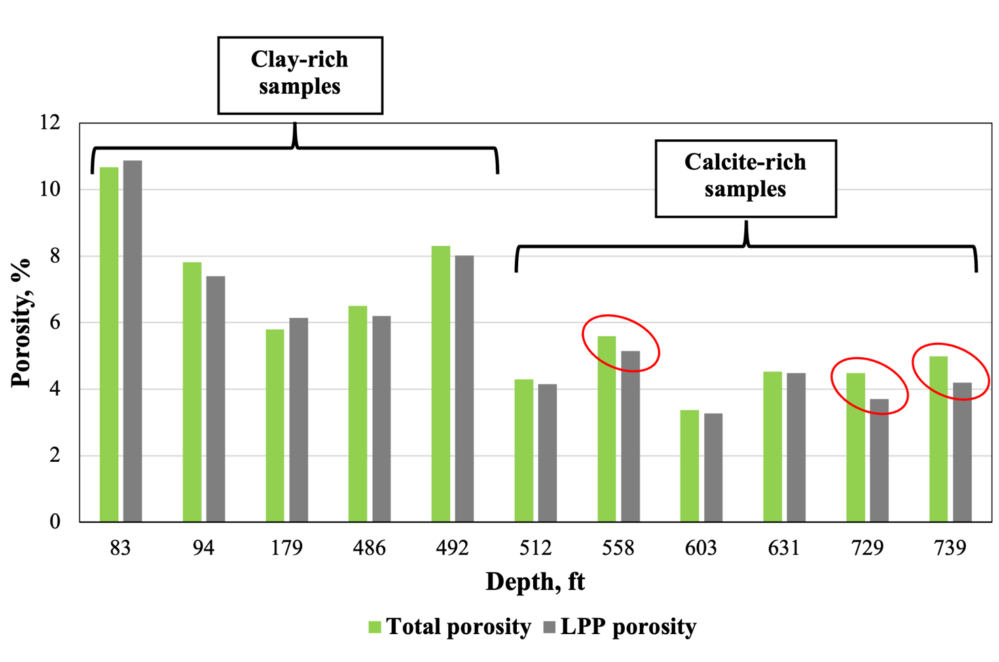 Clay-rich
samples
Calcite-rich
samples
Porosity, %
12
10
8
6
4
2
0
83 94 179 486 492 512 558 603 631 729 739
Depth, ft
Total porosity LPP porosity